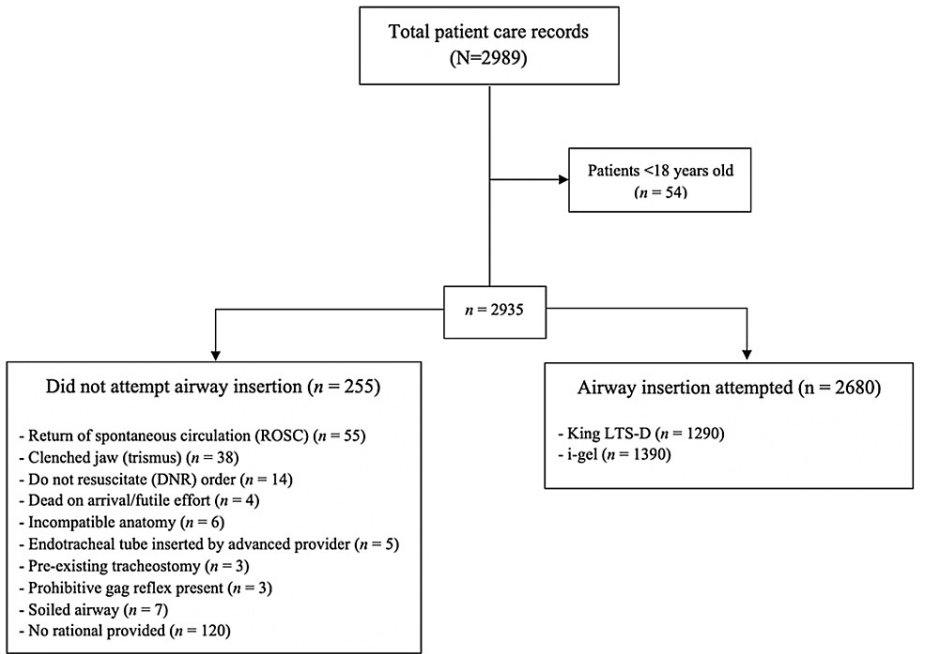 Total patient care records
(N=2989)
Patients <18 years old
(n = 54)
n = 2935
Did not attempt airway insertion (n = 255)
- Return of spontaneous circulation (ROSC) (n = 55)
- Clenched jaw (trismus) (n = 38)
- Do not resuscitate (DNR) order (n = 14)
- Dead on arrival/futile effort (n = 4)
- Incompatible anatomy (n = 6)
- Endotracheal tube inserted by advanced provider (n = 5)
- Pre-existing tracheostomy (n = 3)
- Prohibitive gag reflex present (n = 3)
- Soiled airway (n = 7)
- No rational provided (n = 120)
Airway insertion attempted (n = 2680)
- King LTS-D (n = 1290)
- i-gel (n = 1390)